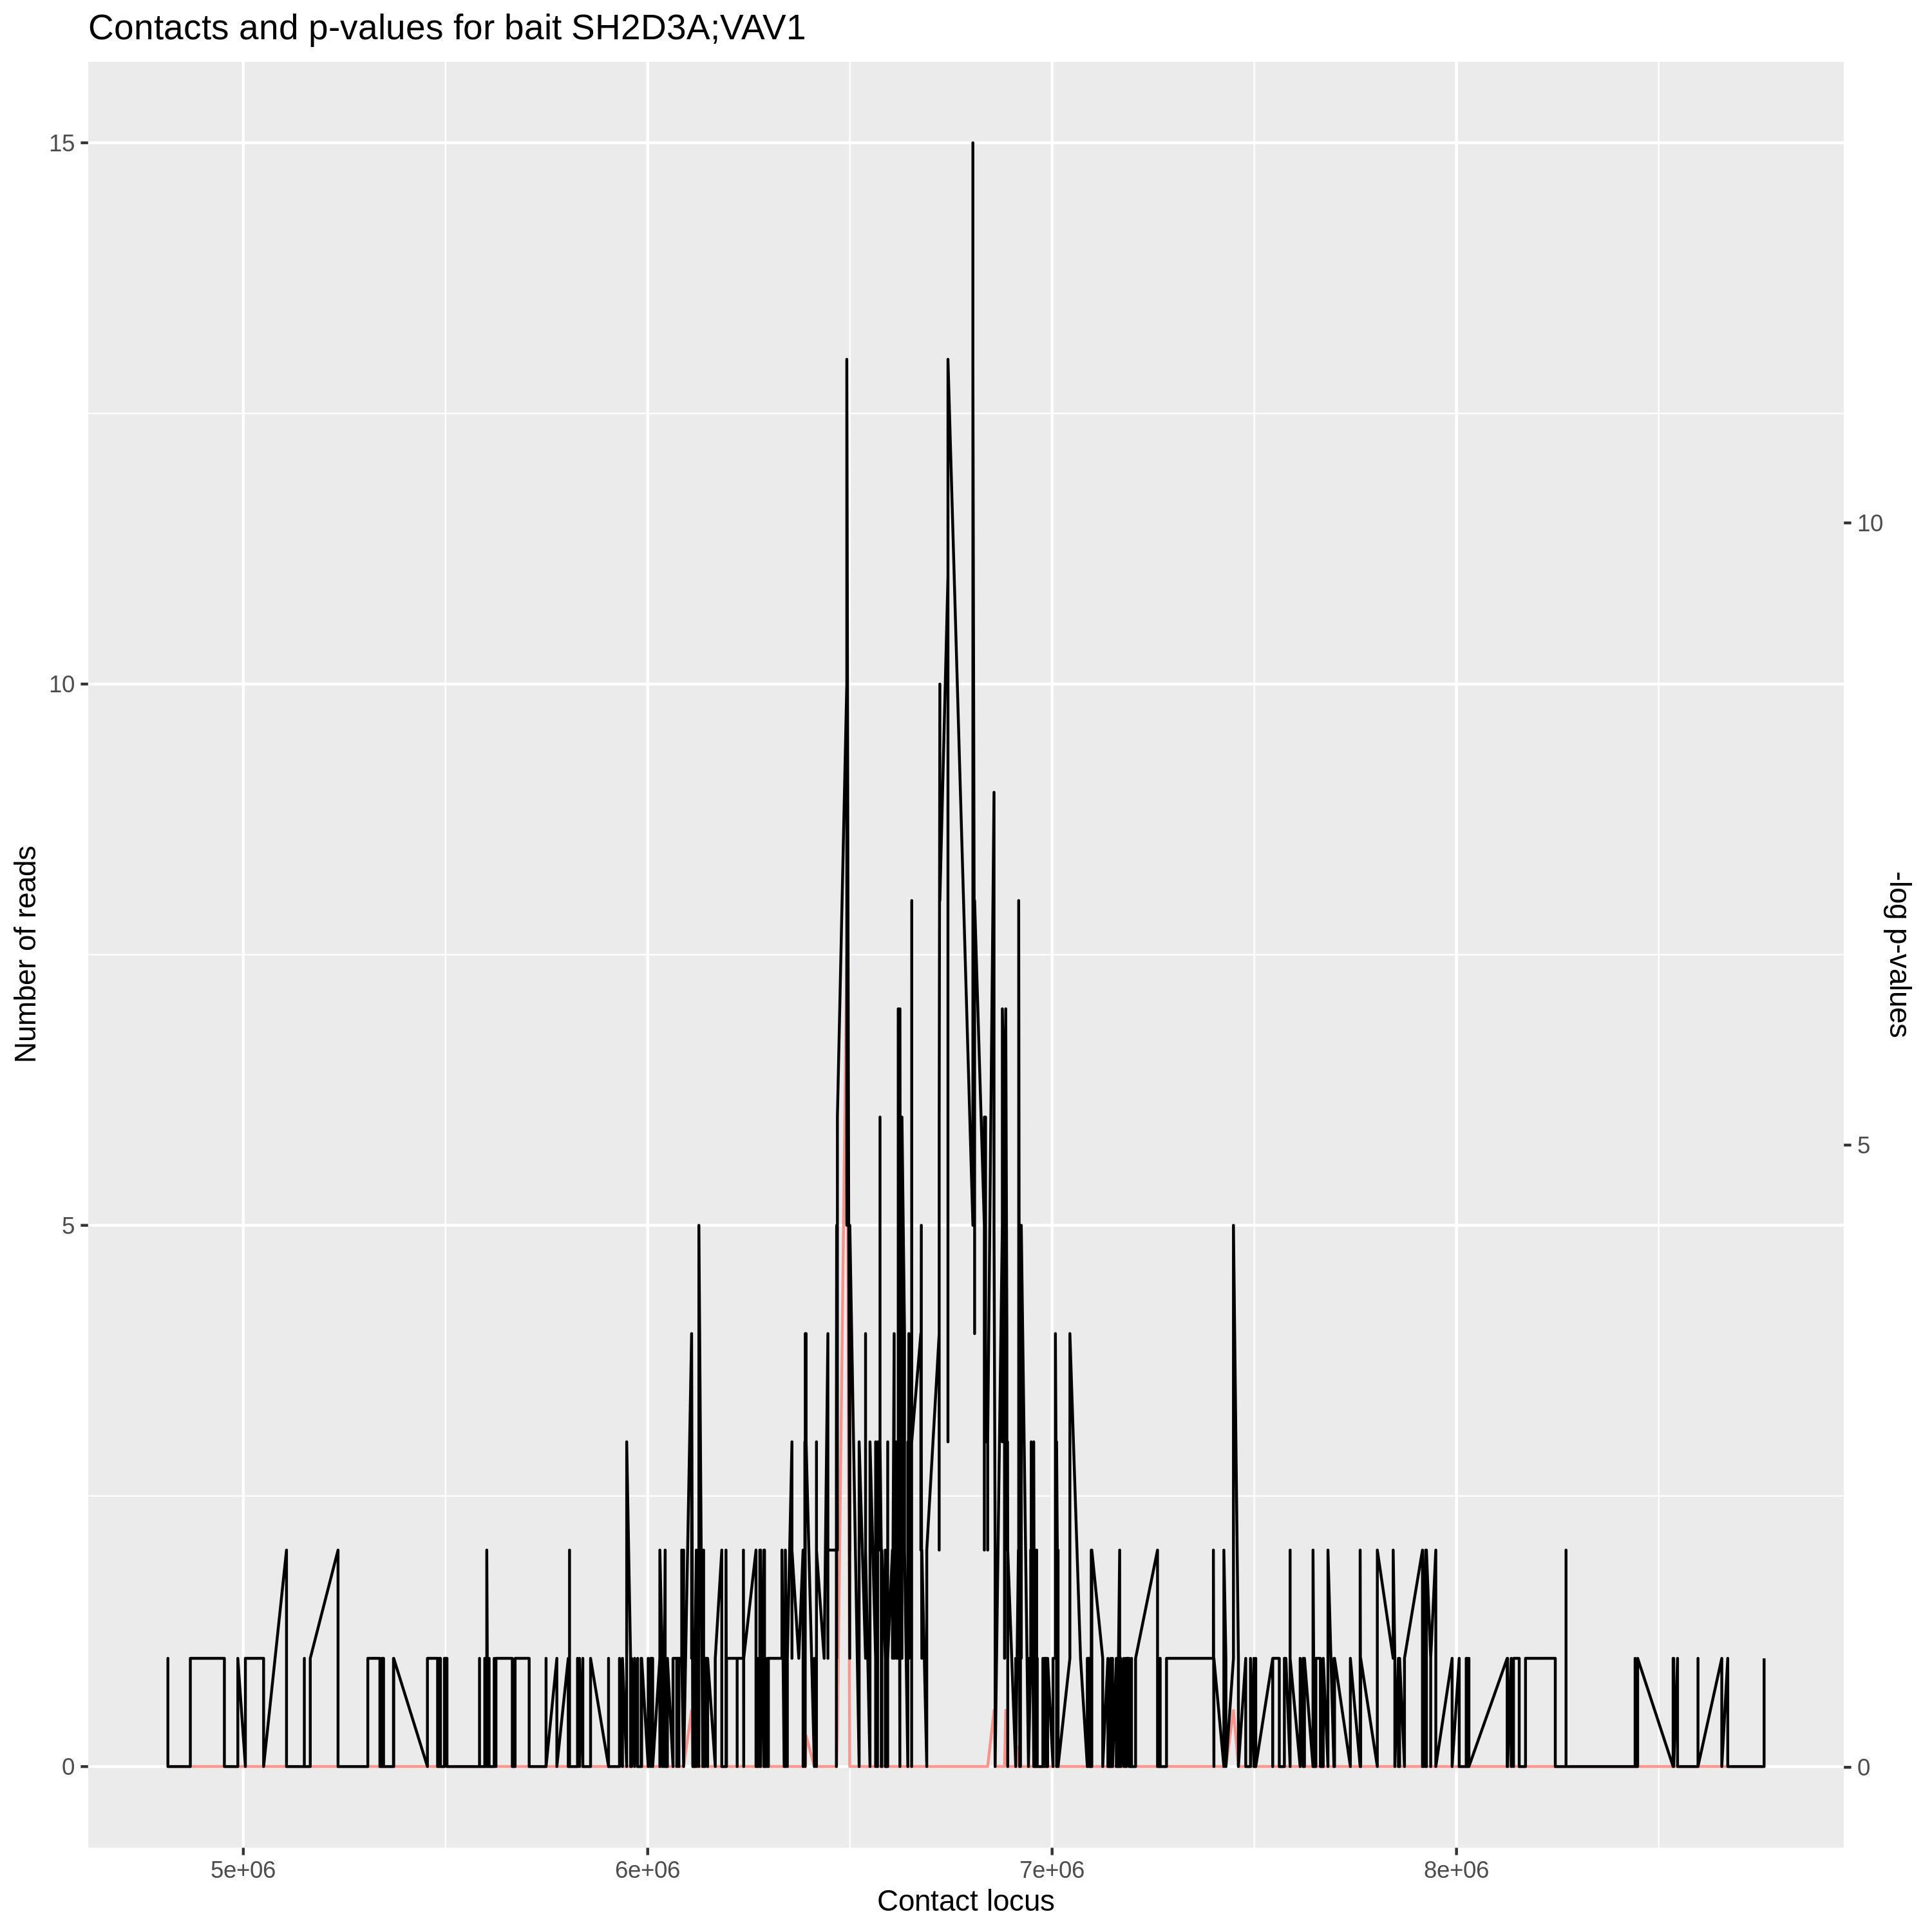 Contacts and p-values for bait SH2D3A;VAV1
15
10
5
0
Number of reads
10
5
0
-log p-values
5e+06
6e+06
7e+06
8e+06
Contact locus